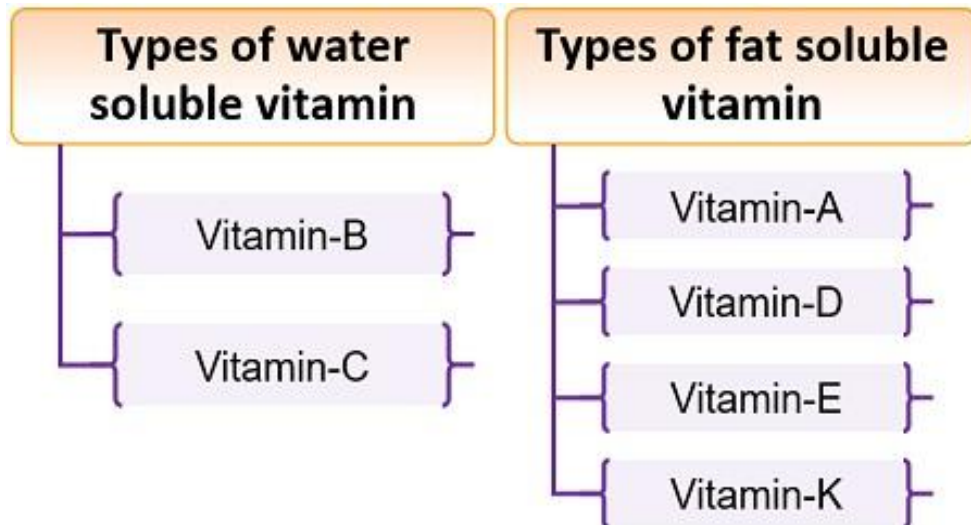 Types of water
soluble vitamin
Vitamin-B
Vitamin-C
Types of fat soluble
vitamin
Vitamin-A
Vitamin-D
Vitamin-E
Vitamin-K